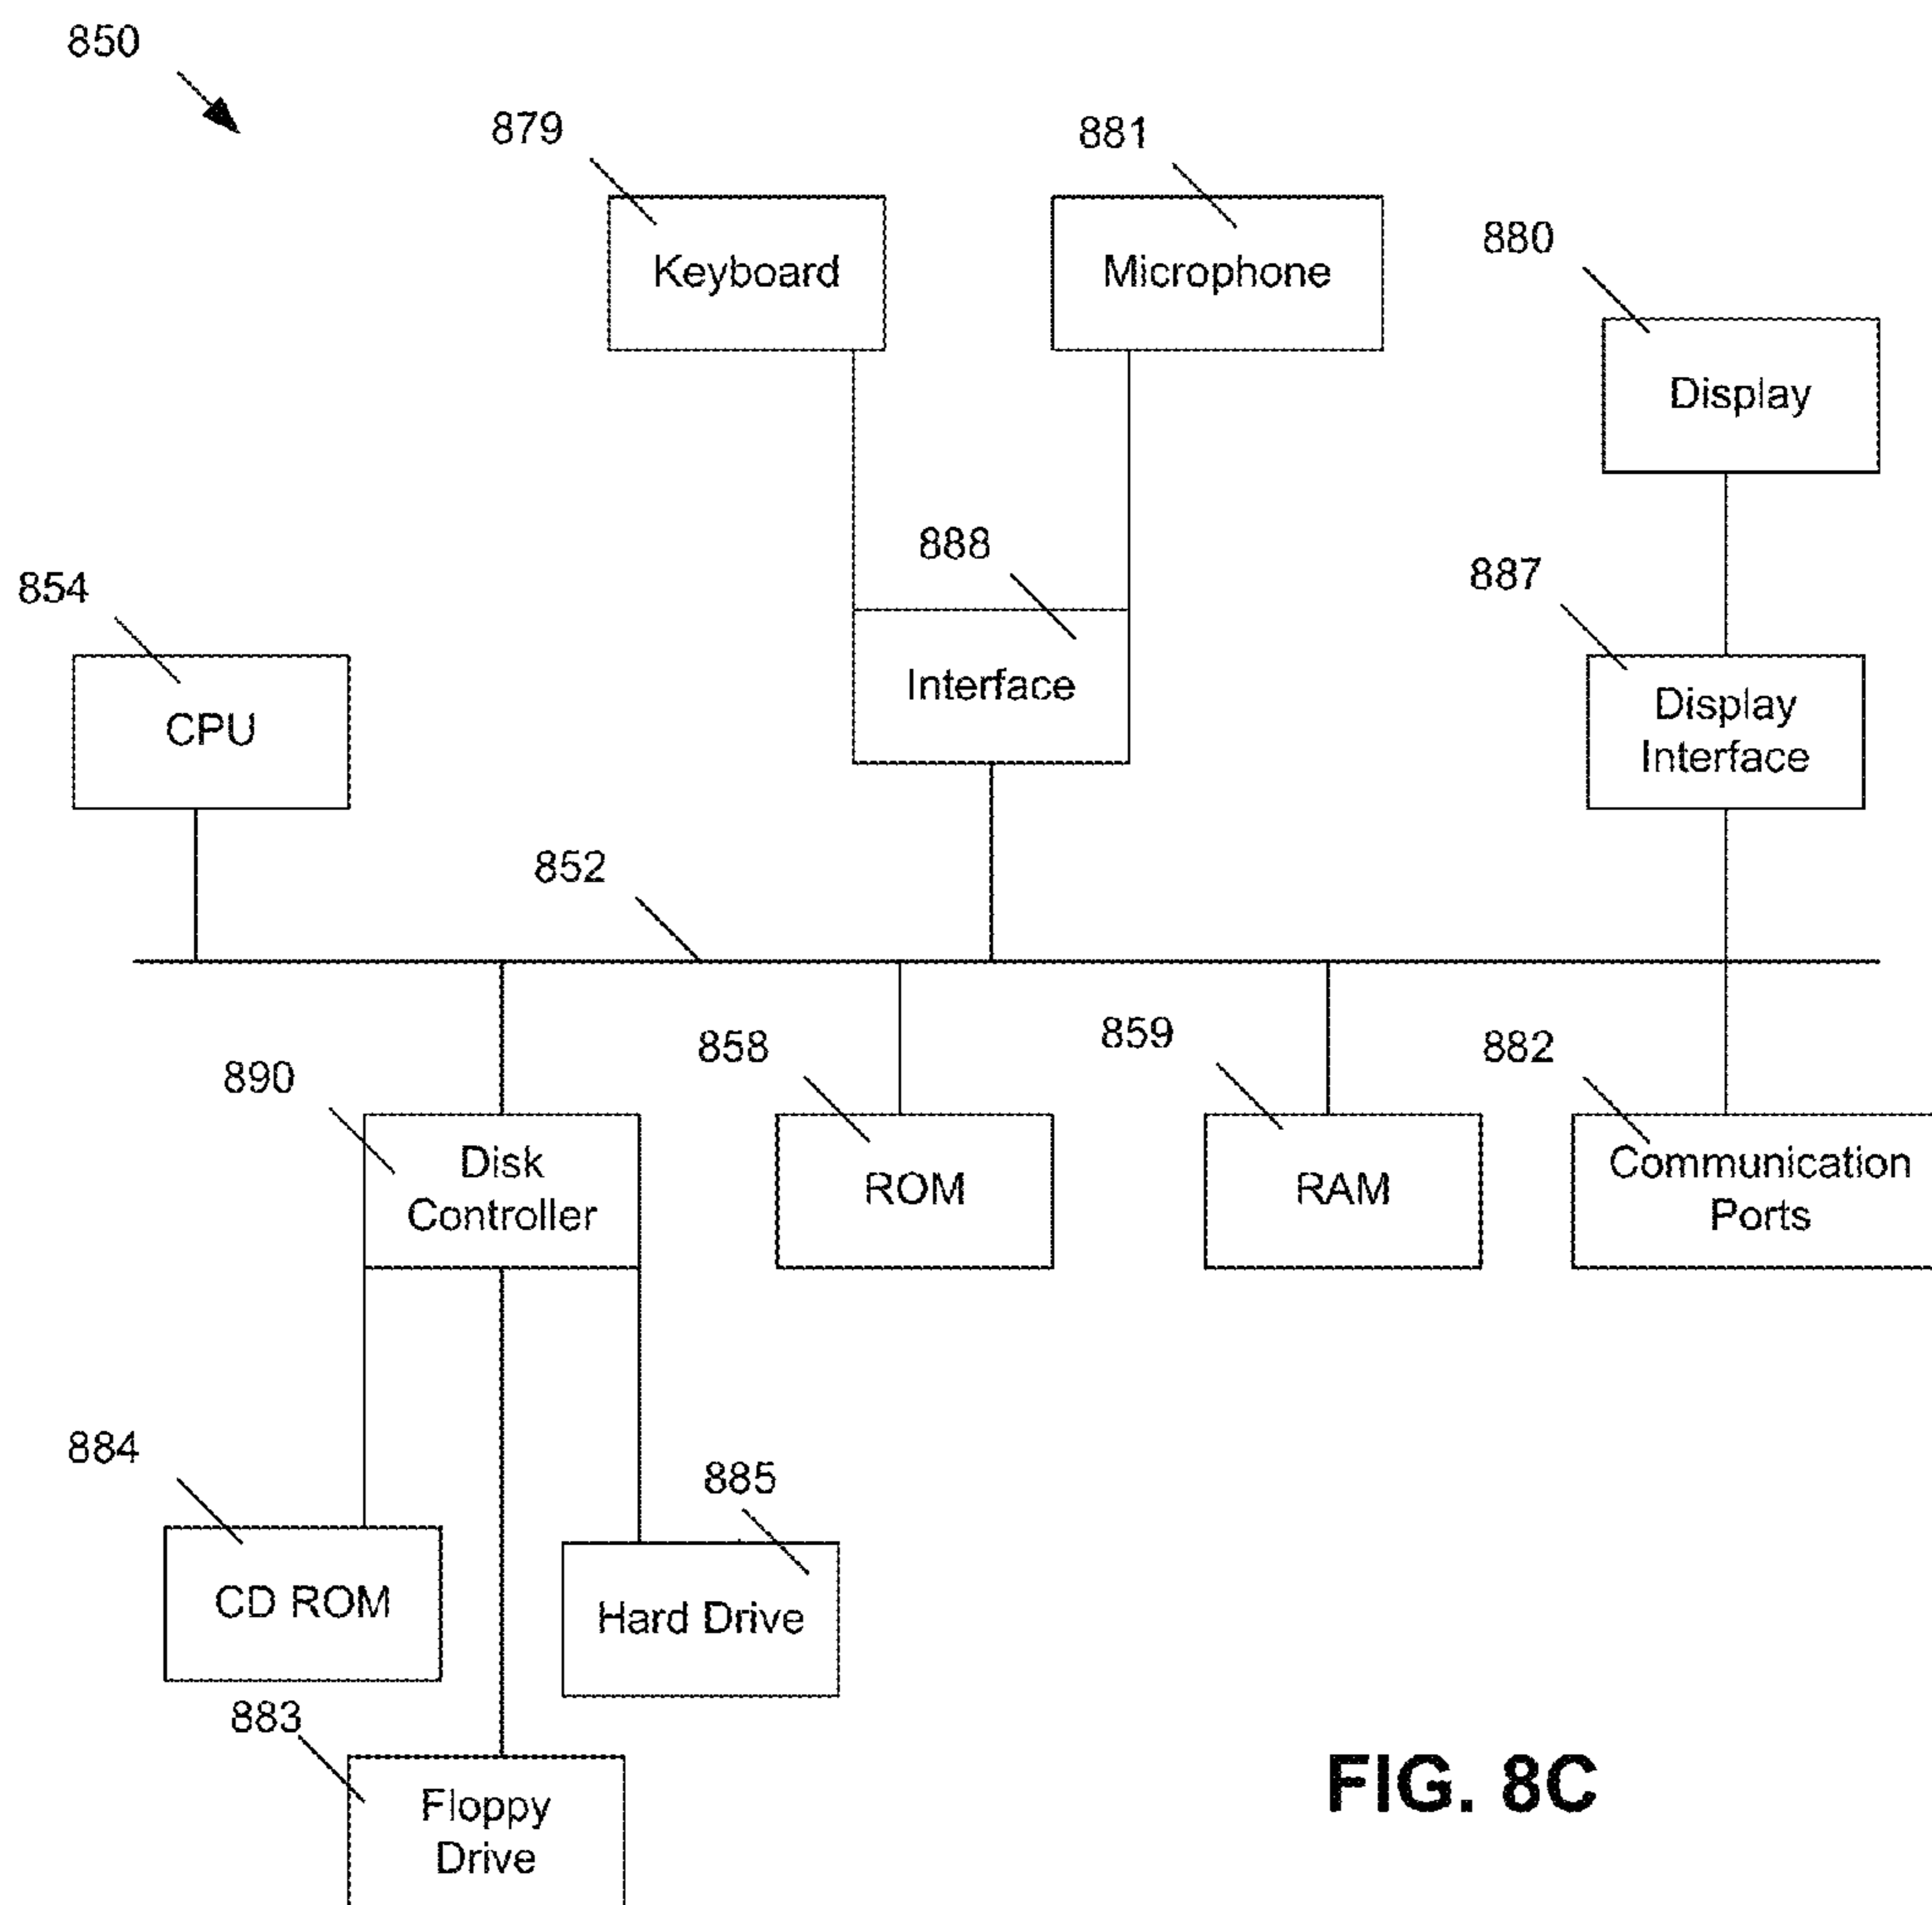 850
879
881
Keyboard
Microphone
880
Display
888
887
854
Interface
Display
Interface
CPU
852
890
858
859
882
Disk
Controller
ROM
RAM
Communication
Ports
884
885
CD ROM
Hard Drive
883
Floppy
Drive
FIG. 8C